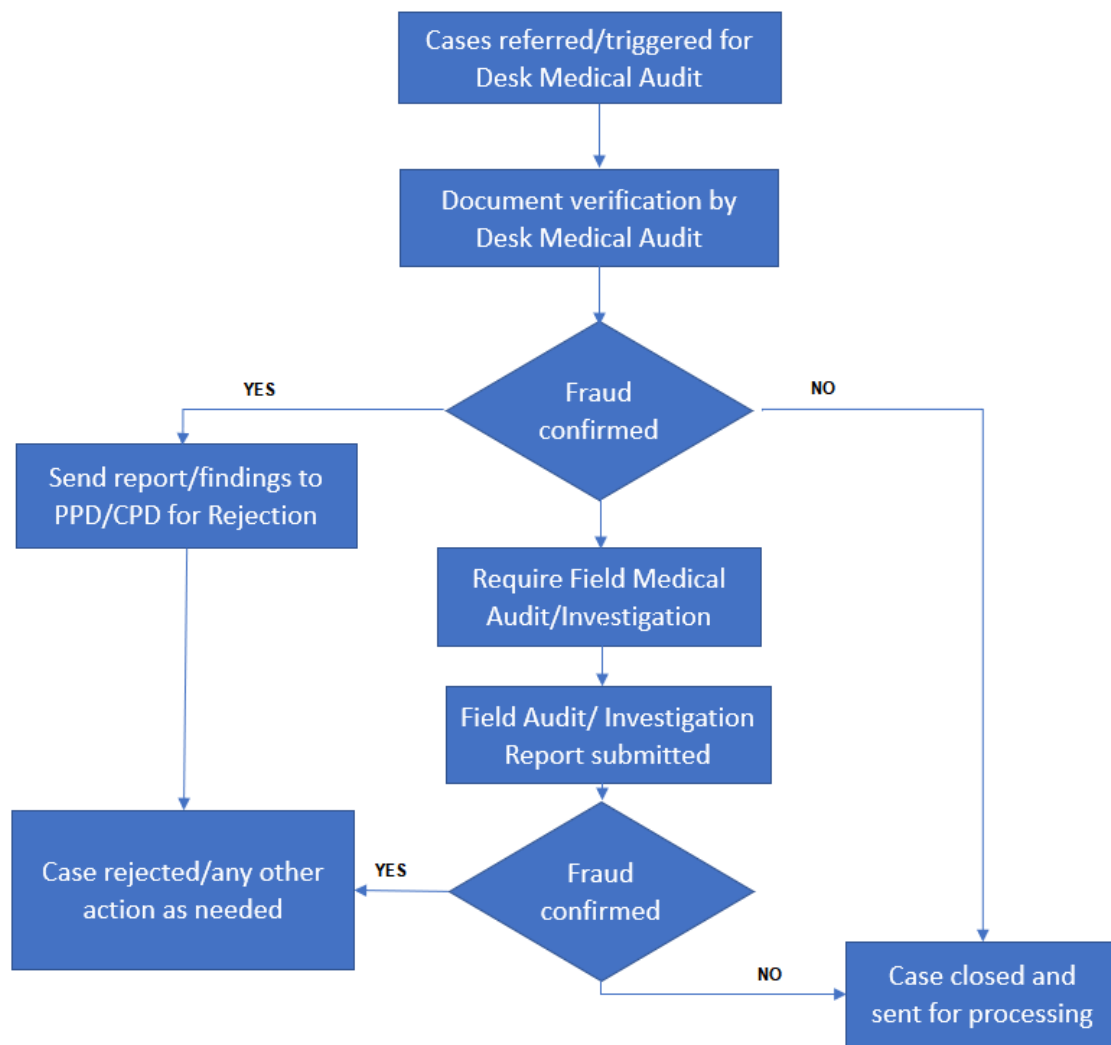 Cases referred/triggered for
Desk Medical Audit
Document verification by
Desk Medical Audit
Fraud
confirmed
YES
NO
Send report/findings to
PPD/CPD for Rejection
Require Field Medical
Audit/Investigation
Field Audit/ Investigation
Report submitted
Fraud
confirmed
YES
Case rejected/any other
action as needed
NO
Case closed and
sent for processing